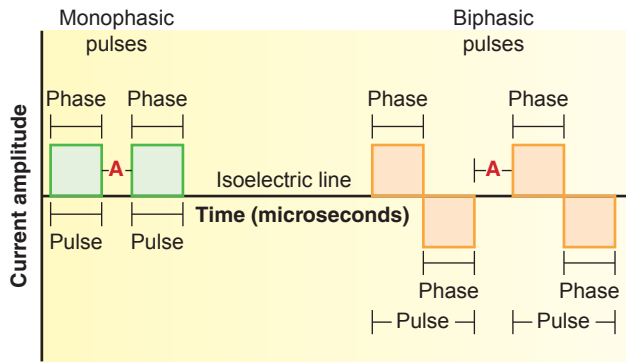 Monophasic
pulses
Biphasic
pulses
Phase
Phase
Phase
Phase
A
A
Isoelectric line
Time (microseconds)
Current amplitude
Pulse
Pulse
Phase
Phase
Pulse
Pulse